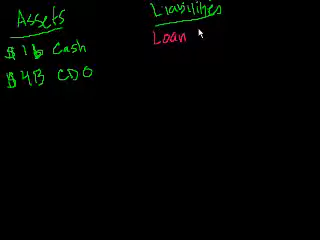 Assets
Liabilities
$1b Cash
Loan
$4B CDO